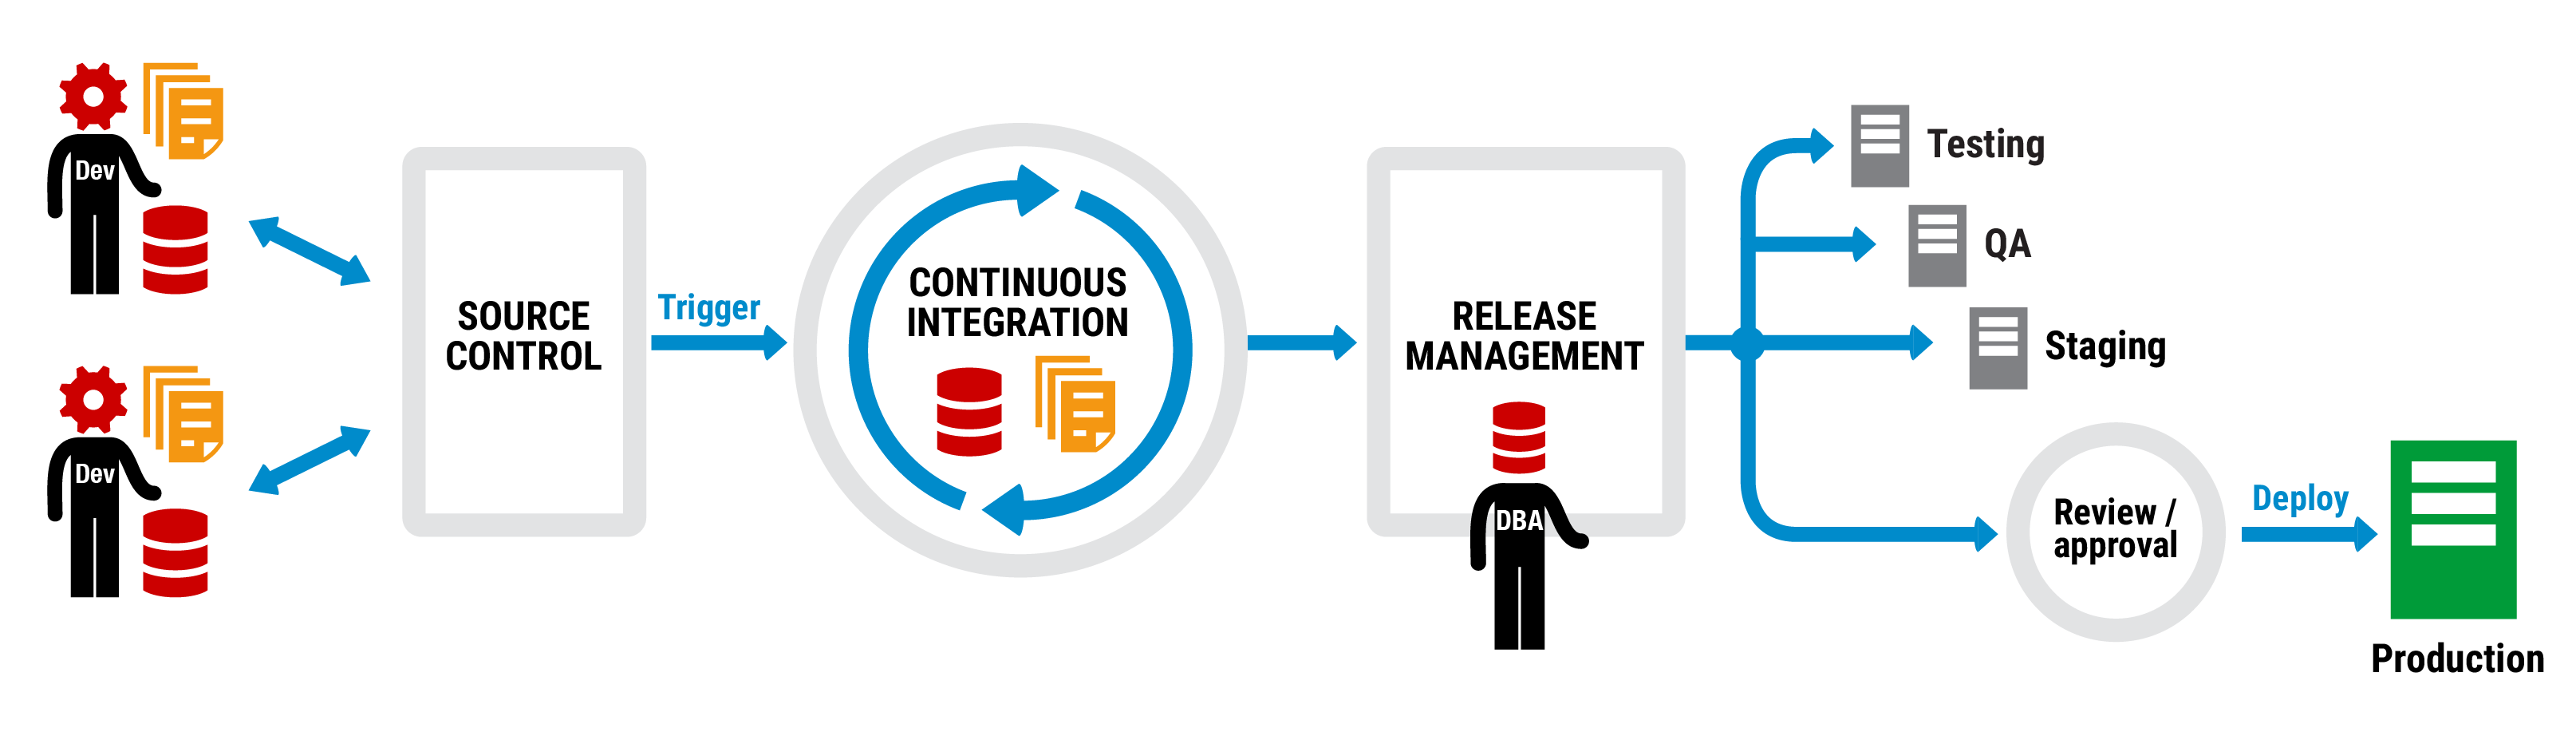 Dev
Dev
SOURCE
CONTROL
Trigger
CONTINUOUS
INTEGRATION
RELEASE
MANAGEMENT
DBA
Testing
QA
Staging
Review /
approval
Deploy
Production